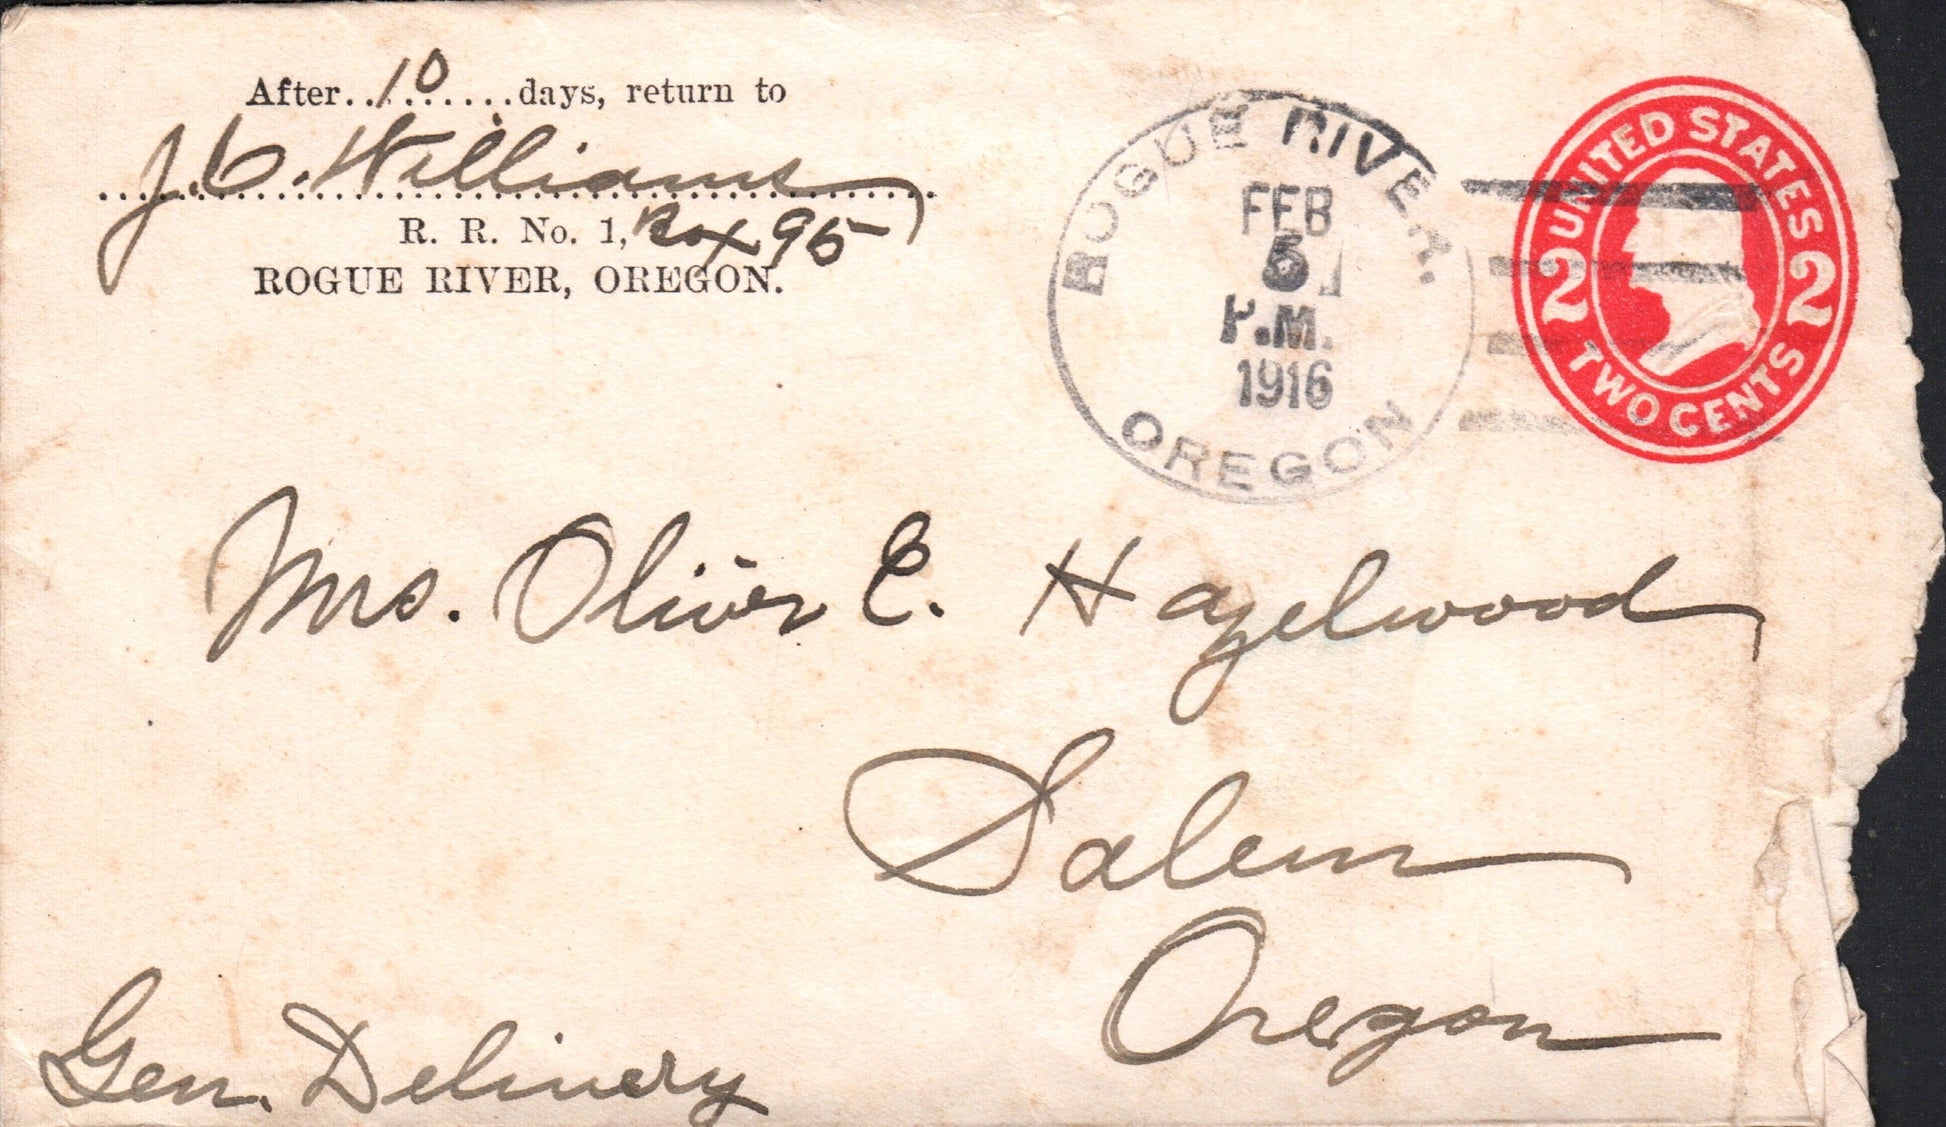 After..10.....days, return to
J. C. Williams
R. R. No. 1, Box 95
ROGUE RIVER, OREGON.
ROGUE RIVER.
FEB
5
P.M.
1916
OREGON
UNITED STATES
2 2
TWO CENTS
Mrs. Oliver E. Hazelwood
Salem
Oregon
Gen. Delivery